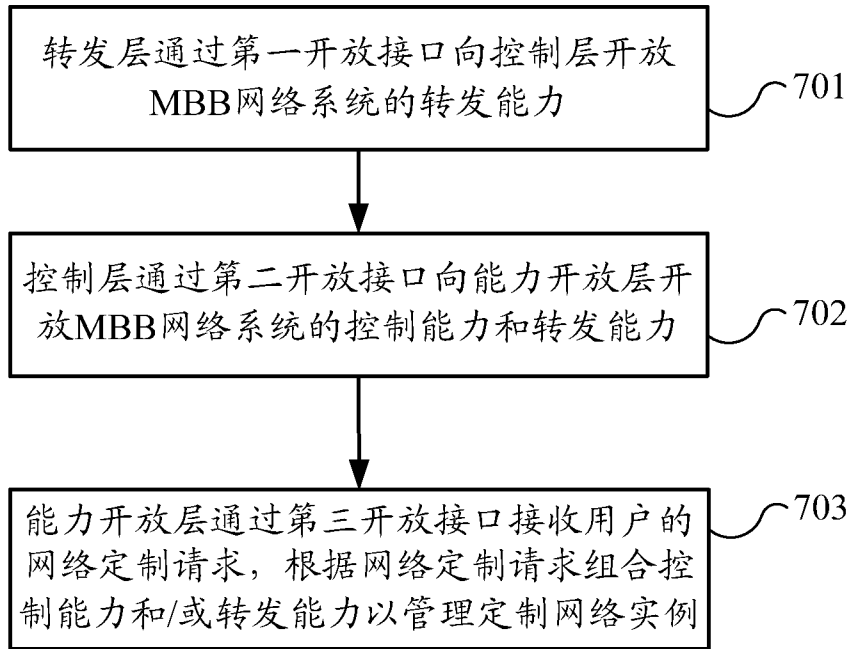 转发层通过第一开放接口向控制层开放
MBB网络系统的转发能力
701
控制层通过第二开放接口向能力开放层开
放MBB网络系统的控制能力和转发能力
702
能力开放层通过第三开放接口接收用户的
网络定制请求，根据网络定制请求组合控
制能力和/或转发能力以管理定制网络实例
703